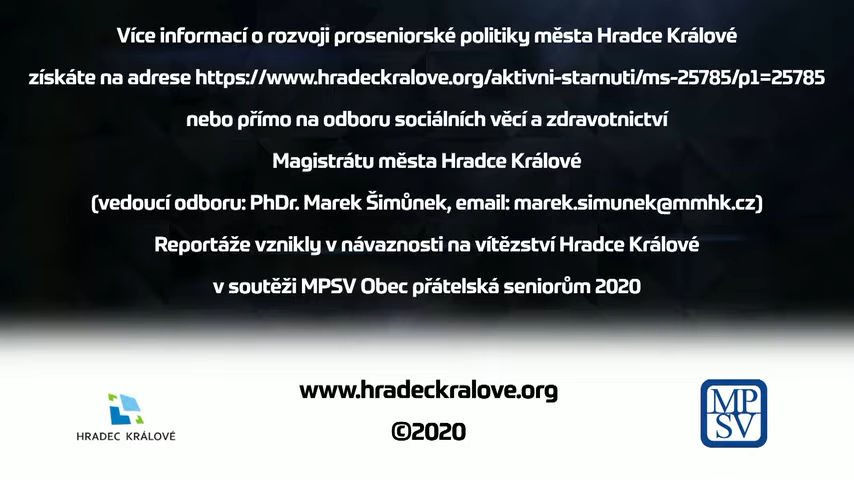 Více informací o rozvoji proseniorské politiky města Hradce Králové
získáte na adrese https://www.hradeckralove.org/aktivni-starnuti/ms-25785/p1=25785
nebo přímo na odboru sociálních věcí a zdravotnictví
Magistrátu města Hradce Králové
(vedoucí odboru: PhDr. Marek Šimůnek, email: marek.simunek@mmhk.cz)
Reportáže vznikly v návaznosti na vítězství Hradce Králové
v soutěži MPSV Obec přátelská seniorům 2020
www.hradeckralove.org
©2020
HRADEC KRÁLOVÉ
MP
SV